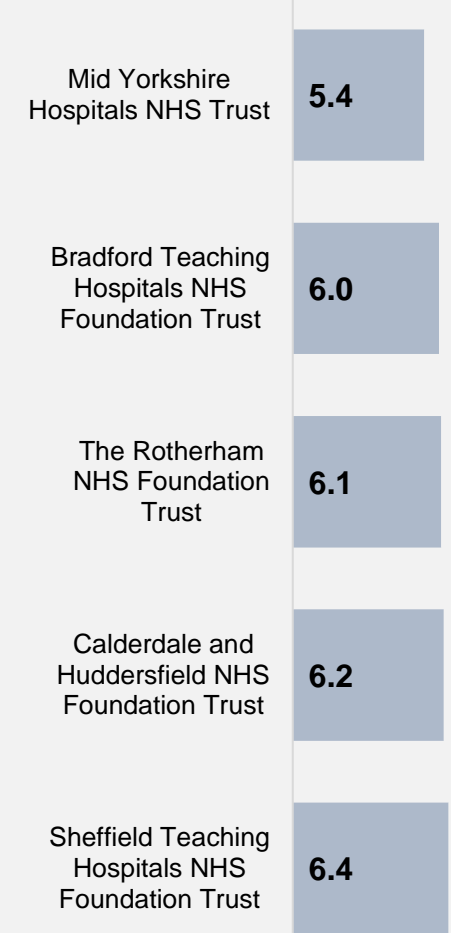 Mid Yorkshire
Hospitals NHS Trust
5.4
Bradford Teaching
Hospitals NHS
Foundation Trust
6.0
The Rotherham
NHS Foundation
Trust
6.1
Calderdale and
Huddersfield NHS
Foundation Trust
6.2
Sheffield Teaching
Hospitals NHS
Foundation Trust
6.4